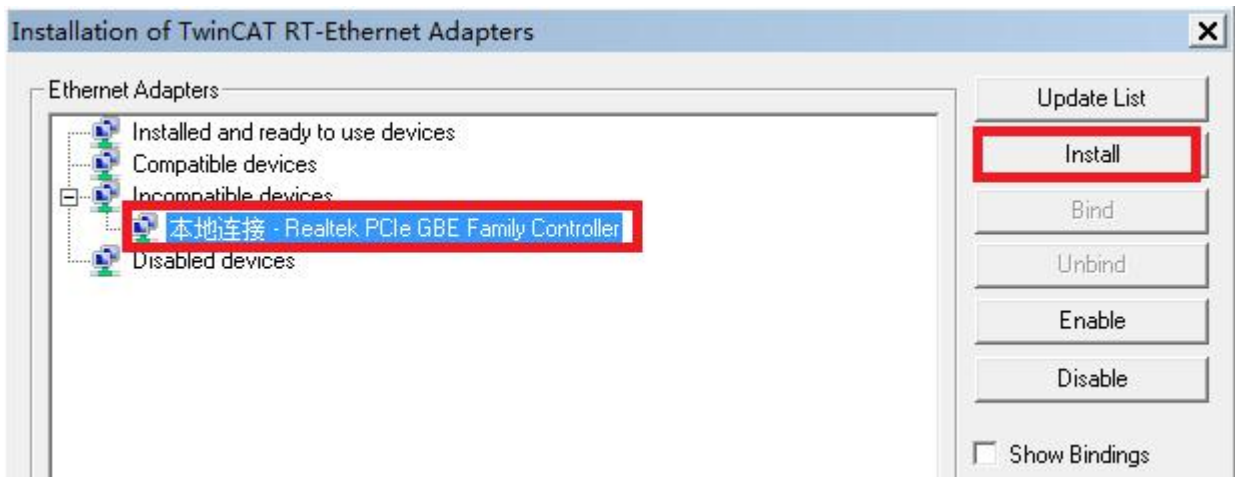 Installation of TwinCAT RT-Ethernet Adapters
Ethernet Adapters
Installed and ready to use devices
Compatible devices
Incompatible devices
本地连接 - Realtek PCIe GBE Family Controller
Disabled devices
Update List
Install
Bind
Unbind
Enable
Disable
Show Bindings